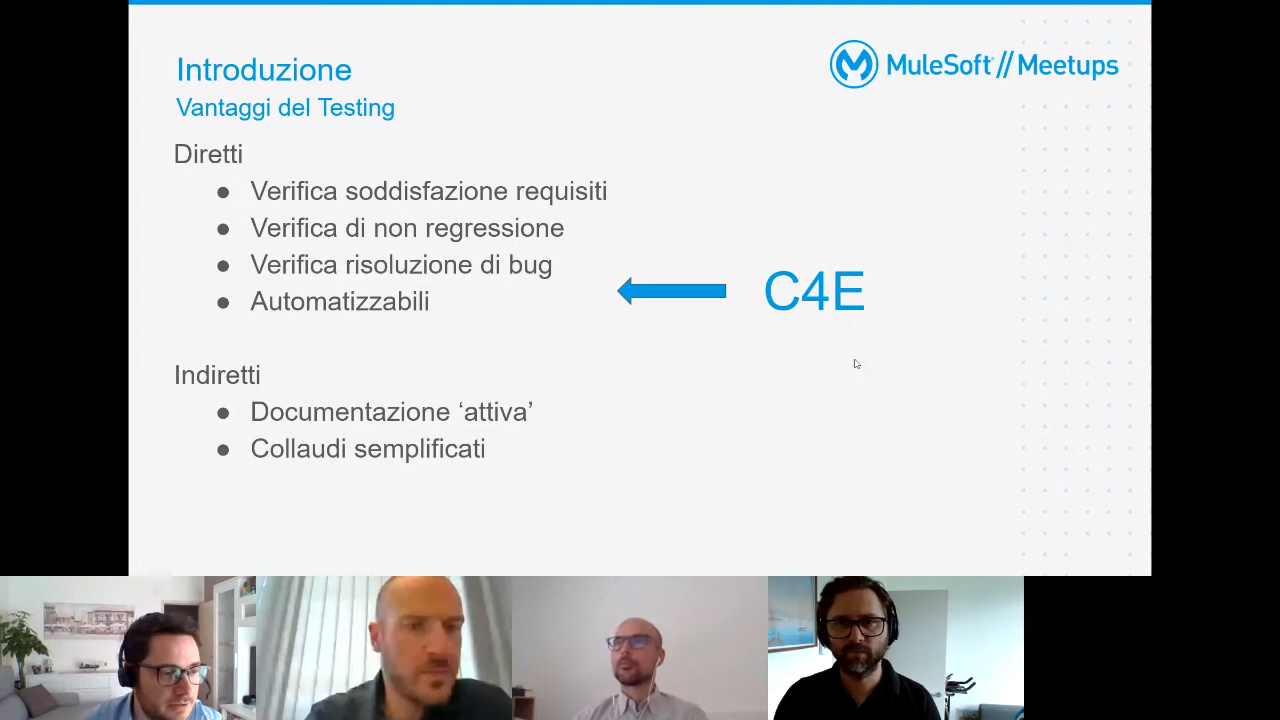 Introduzione
MuleSoft // Meetups
Vantaggi del Testing
Diretti
● Verifica soddisfazione requisiti
● Verifica di non regressione
● Verifica risoluzione di bug
● Automatizzabili
C4E
Indiretti
● Documentazione ‘attiva’
● Collaudi semplificati